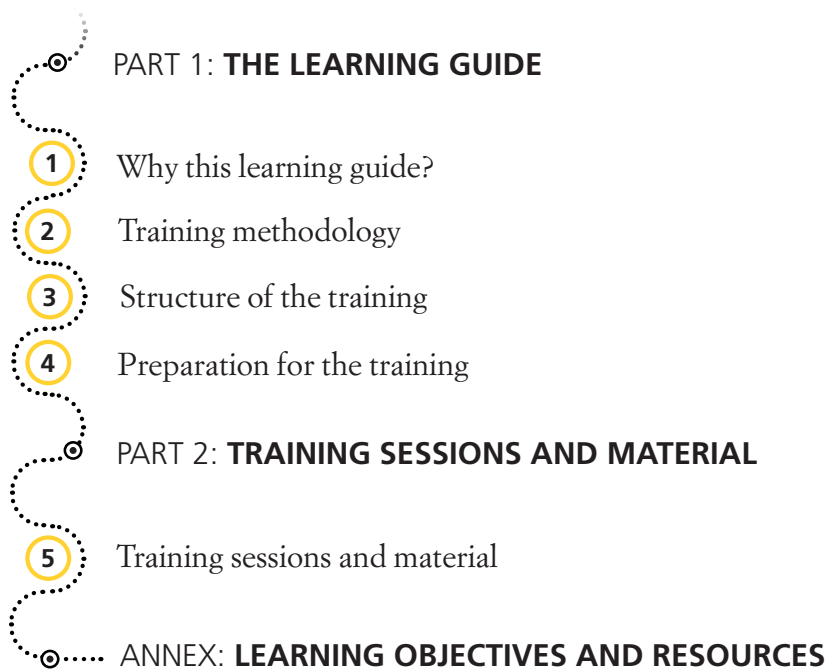 PART 1: THE LEARNING GUIDE
1 Why this learning guide?
2 Training methodology
3 Structure of the training
4 Preparation for the training
PART 2: TRAINING SESSIONS AND MATERIAL
5 Training sessions and material
ANNEX: LEARNING OBJECTIVES AND RESOURCES